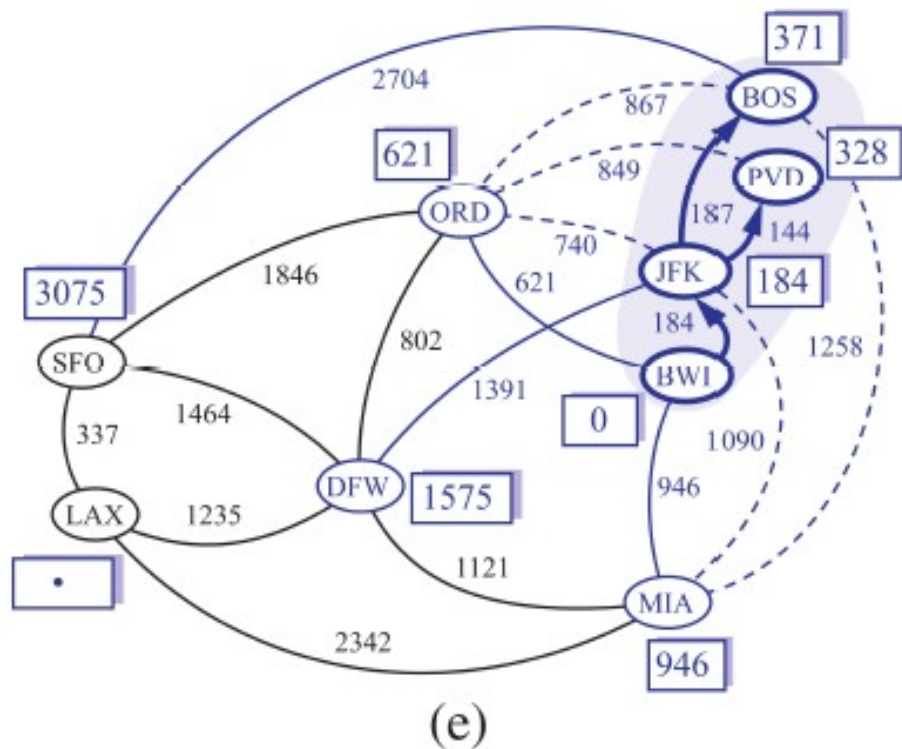 371
2704
BOS
867
328
621
849
PVD
ORD
187
144
740
JFK
1846
621
184
3075
184
802
1258
SFO
1391
BWI
1464
0
337
1090
DFW
946
1575
LAX
1235
•
1121
MIA
2342
946
(e)